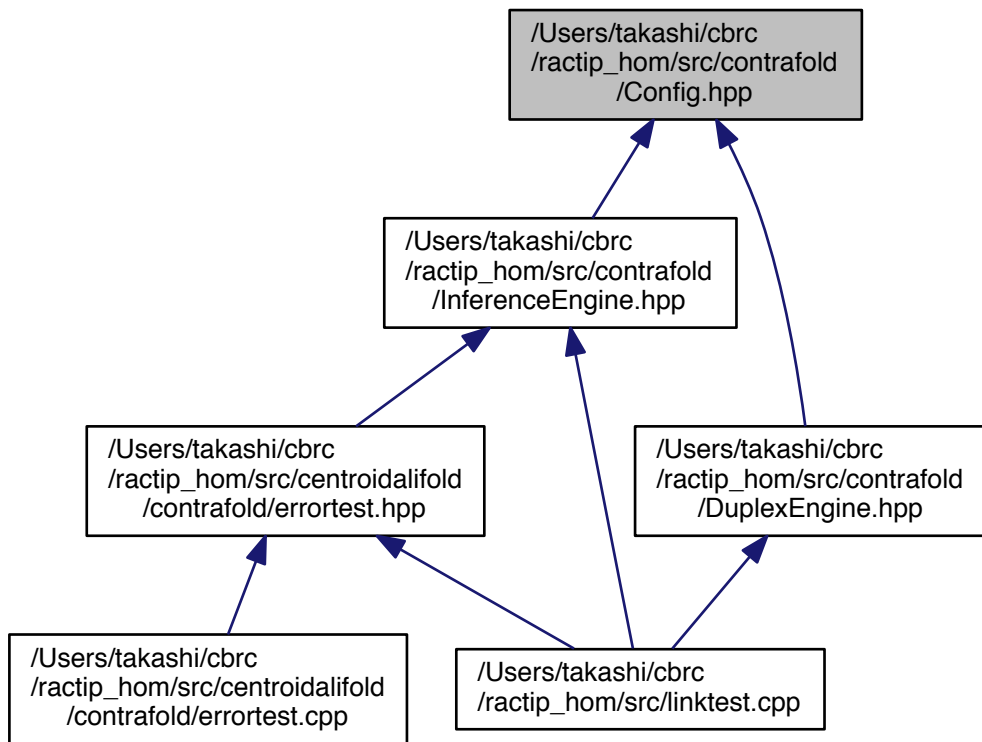 /Users/takashi/cbrc
/ractip_hom/src/contrafold
/Config.hpp
/Users/takashi/cbrc
/ractip_hom/src/contrafold
/InferenceEngine.hpp
/Users/takashi/cbrc
/ractip_hom/src/centroidalifold
/contrafold/errortest.hpp
/Users/takashi/cbrc
/ractip_hom/src/contrafold
/DuplexEngine.hpp
/Users/takashi/cbrc
/ractip_hom/src/centroidalifold
/contrafold/errortest.cpp
/Users/takashi/cbrc
/ractip_hom/src/linktest.cpp